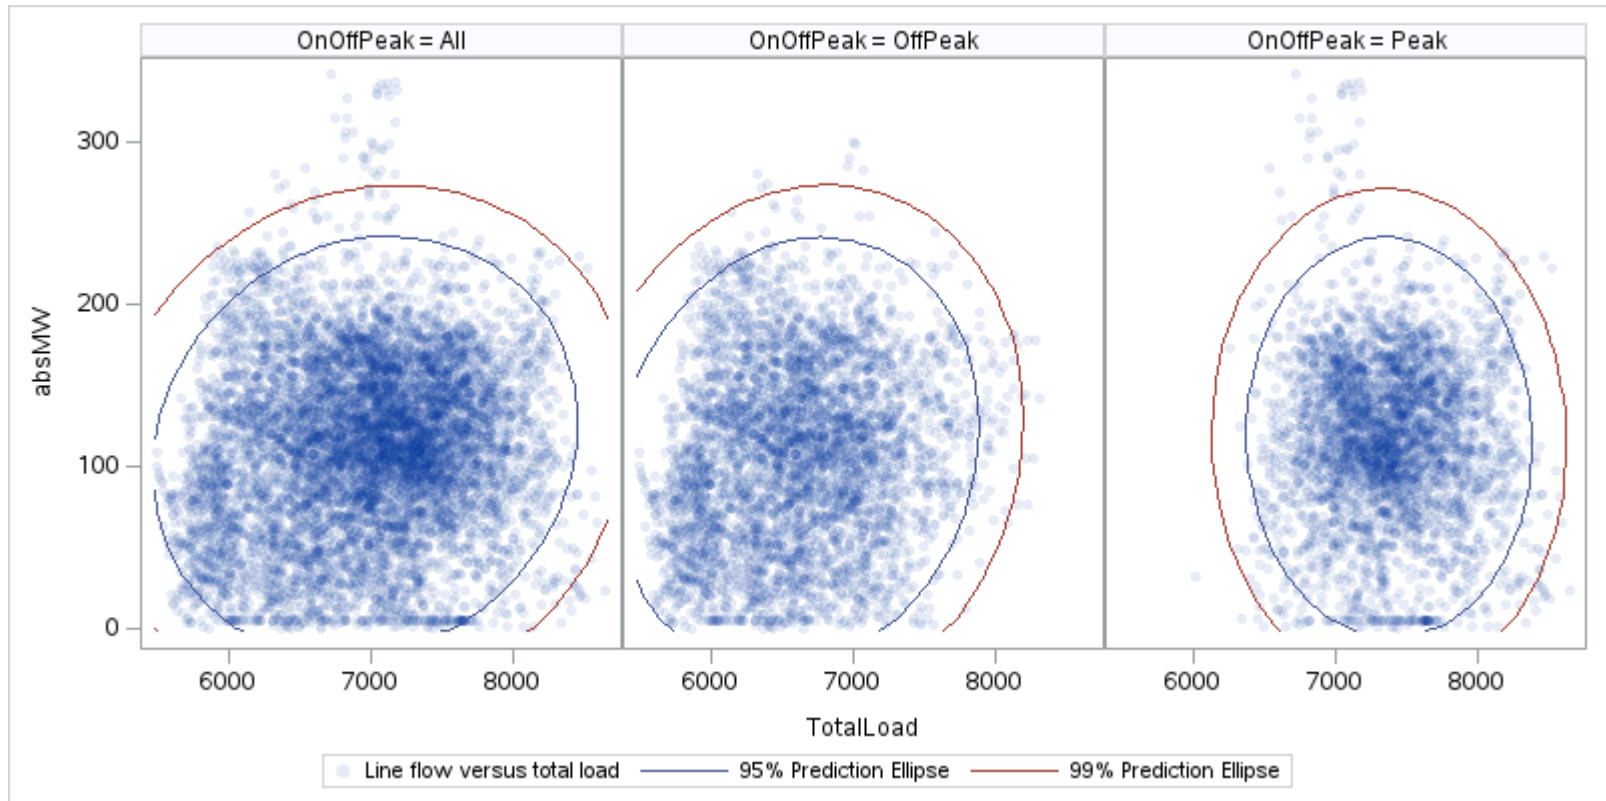 OnOffPeak = All
OnOffPeak = OffPeak
OnOffPeak = Peak
300
200
100
0
absMW
6000 7000 8000
6000 7000 8000
6000 7000 8000
TotalLoad
Line flow versus total load
95% Prediction Ellipse
99% Prediction Ellipse